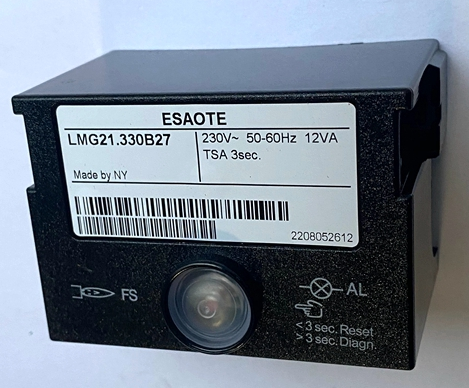 ESAOTE
LMG21.330B27
230V~ 50-60Hz 12VA
TSA 3sec.
Made by NY
2208052612
FS
AL
< 3 sec. Reset
> 3 sec. Diagn.